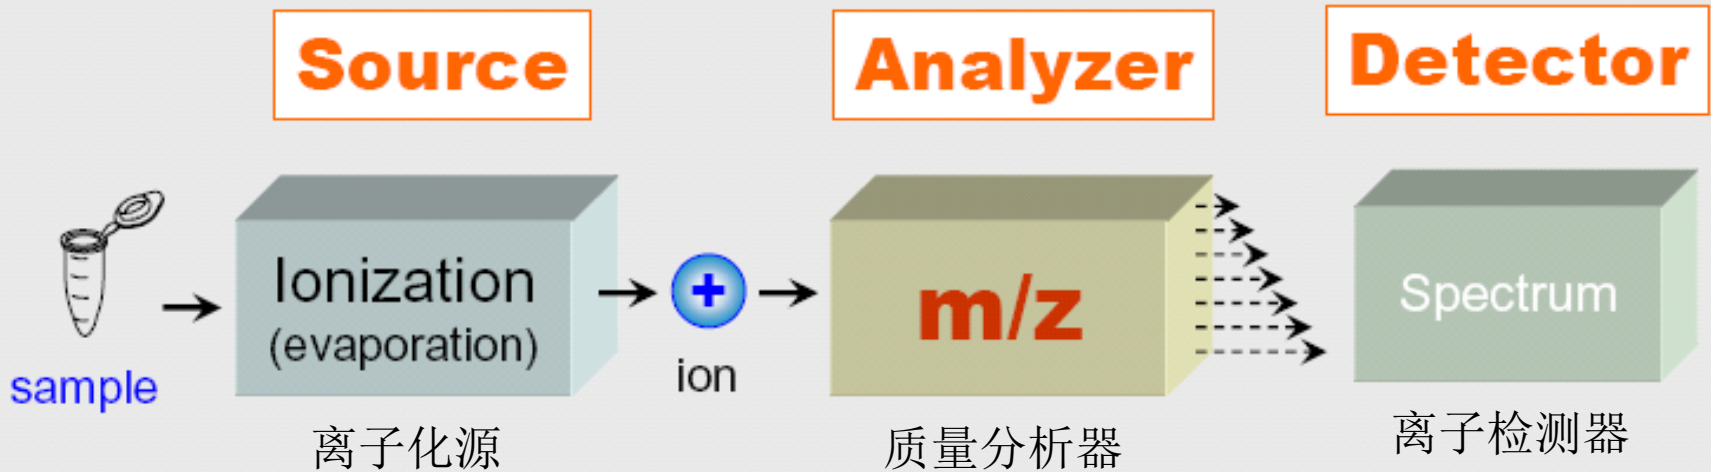 Source
Analyzer
Detector
Ionization
(evaporation)
+
m/z
Spectrum
sample
ion
离子化源
质量分析器
离子检测器